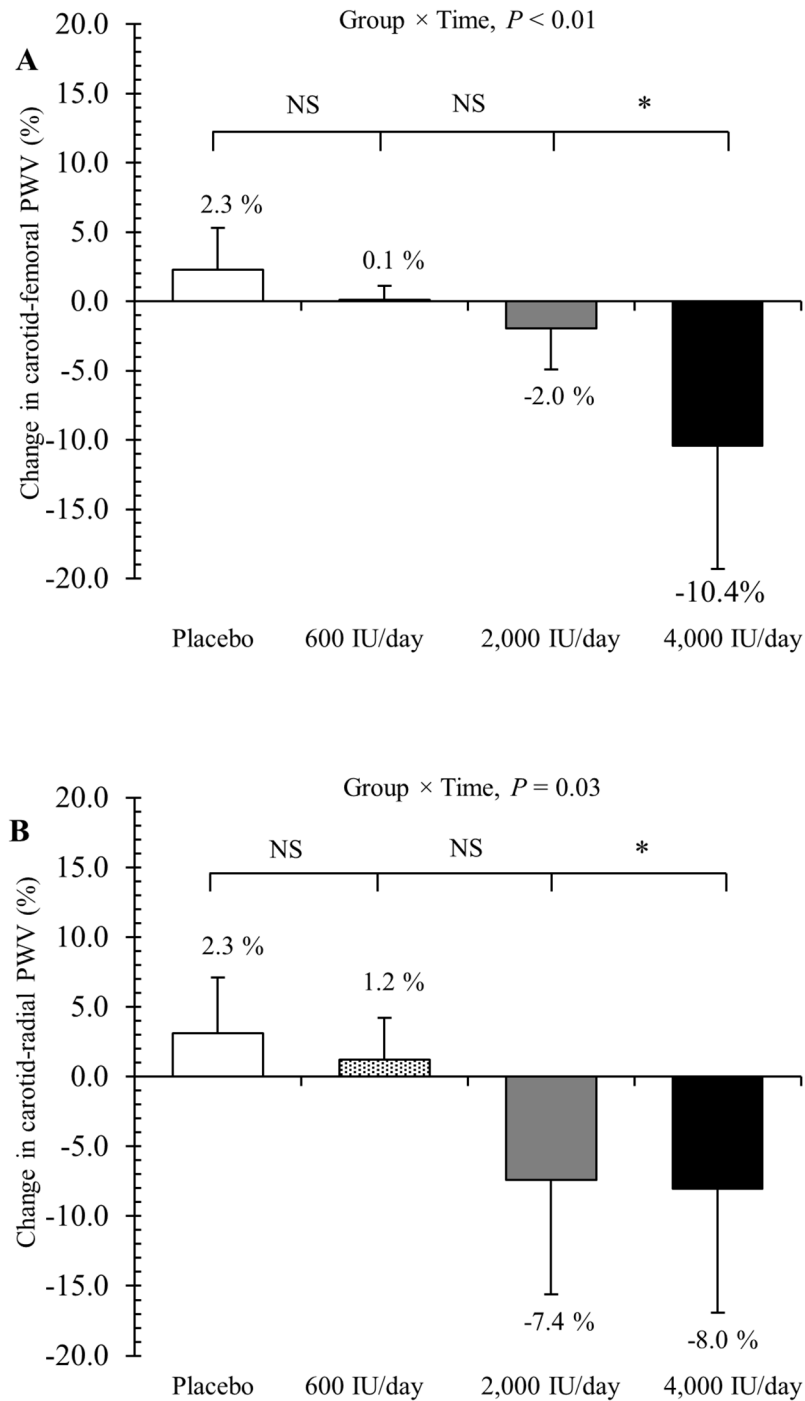 Group × Time, P < 0.01
A
20.0
15.0
10.0
5.0
0.0
-5.0
-10.0
-15.0
-20.0
Change in carotid-femoral PWV (%)
NS NS *
2.3 %
0.1 %
-2.0 %
-10.4%
Placebo 600 IU/day 2,000 IU/day 4,000 IU/day
Group × Time, P = 0.03
B
20.0
15.0
10.0
5.0
0.0
-5.0
-10.0
-15.0
-20.0
Change in carotid-radial PWV (%)
NS NS *
2.3 %
1.2 %
-7.4 %
-8.0 %
Placebo 600 IU/day 2,000 IU/day 4,000 IU/day